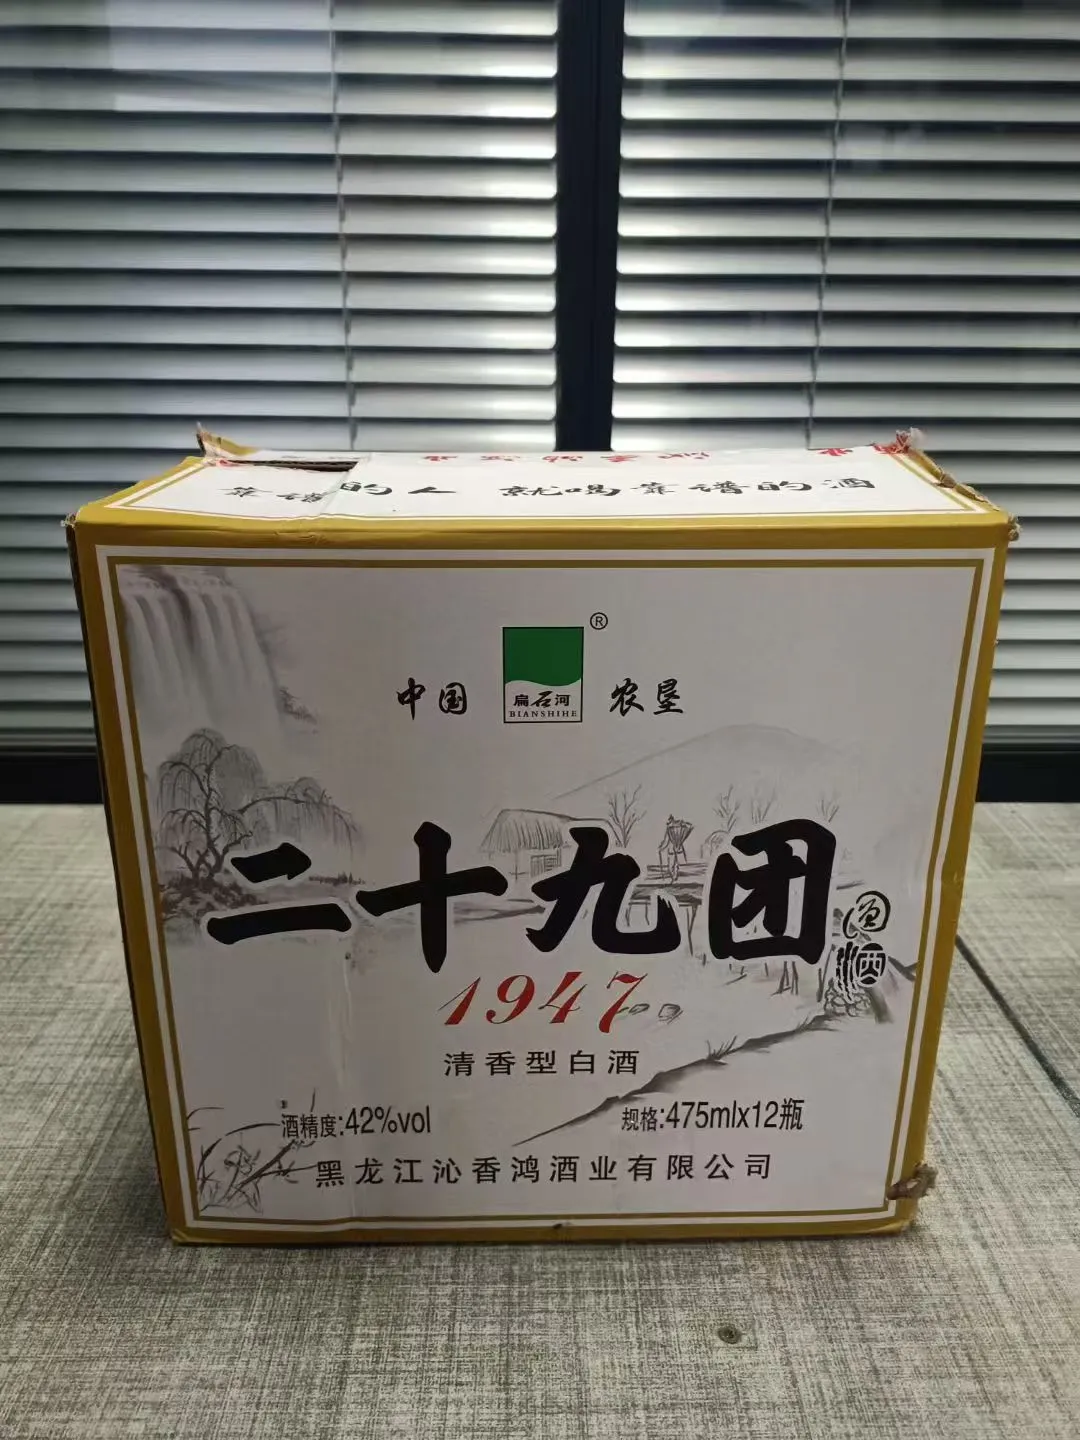 靠谱的人 就喝靠谱的酒
®
中国 扁石河 农垦
BIANSHIHE
二十九团
酒
1947
清香型白酒
酒精度:42%vol 规格:475mlx12瓶
黑龙江沁香鸿酒业有限公司